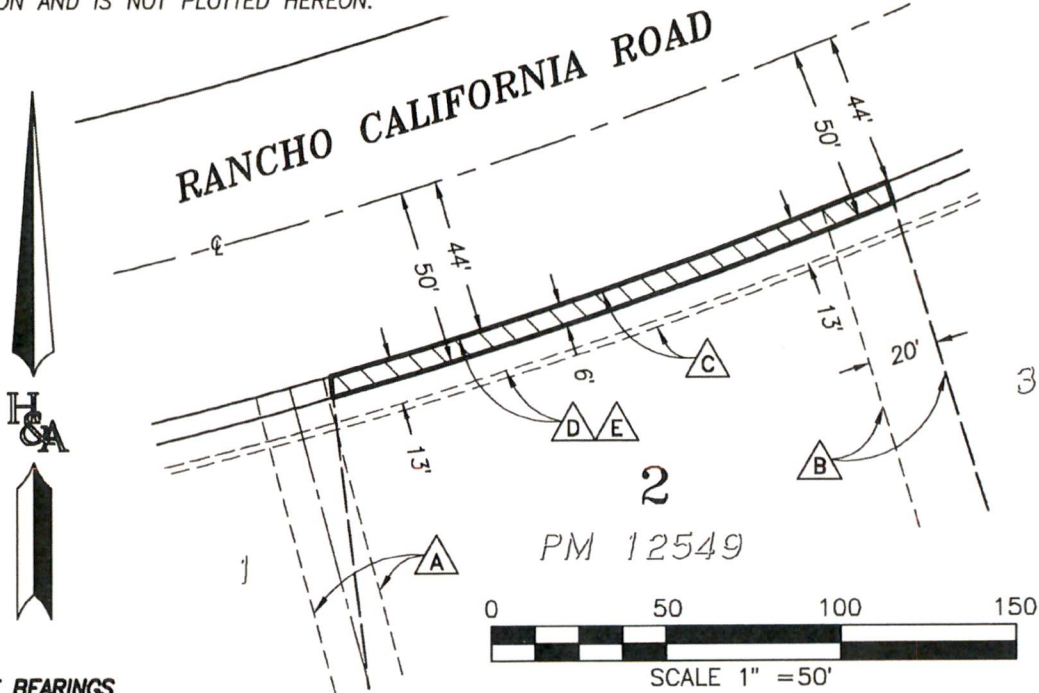 ON AND IS NOT PLOTTED HEREON.
RANCHO CALIFORNIA ROAD
44'
50'
℄
44'
50'
13'
20'
C
6'
3
D E
B
13'
2
H&A
PM 12549
1
A
0 50 100 150
SCALE 1" =50'
BEARINGS